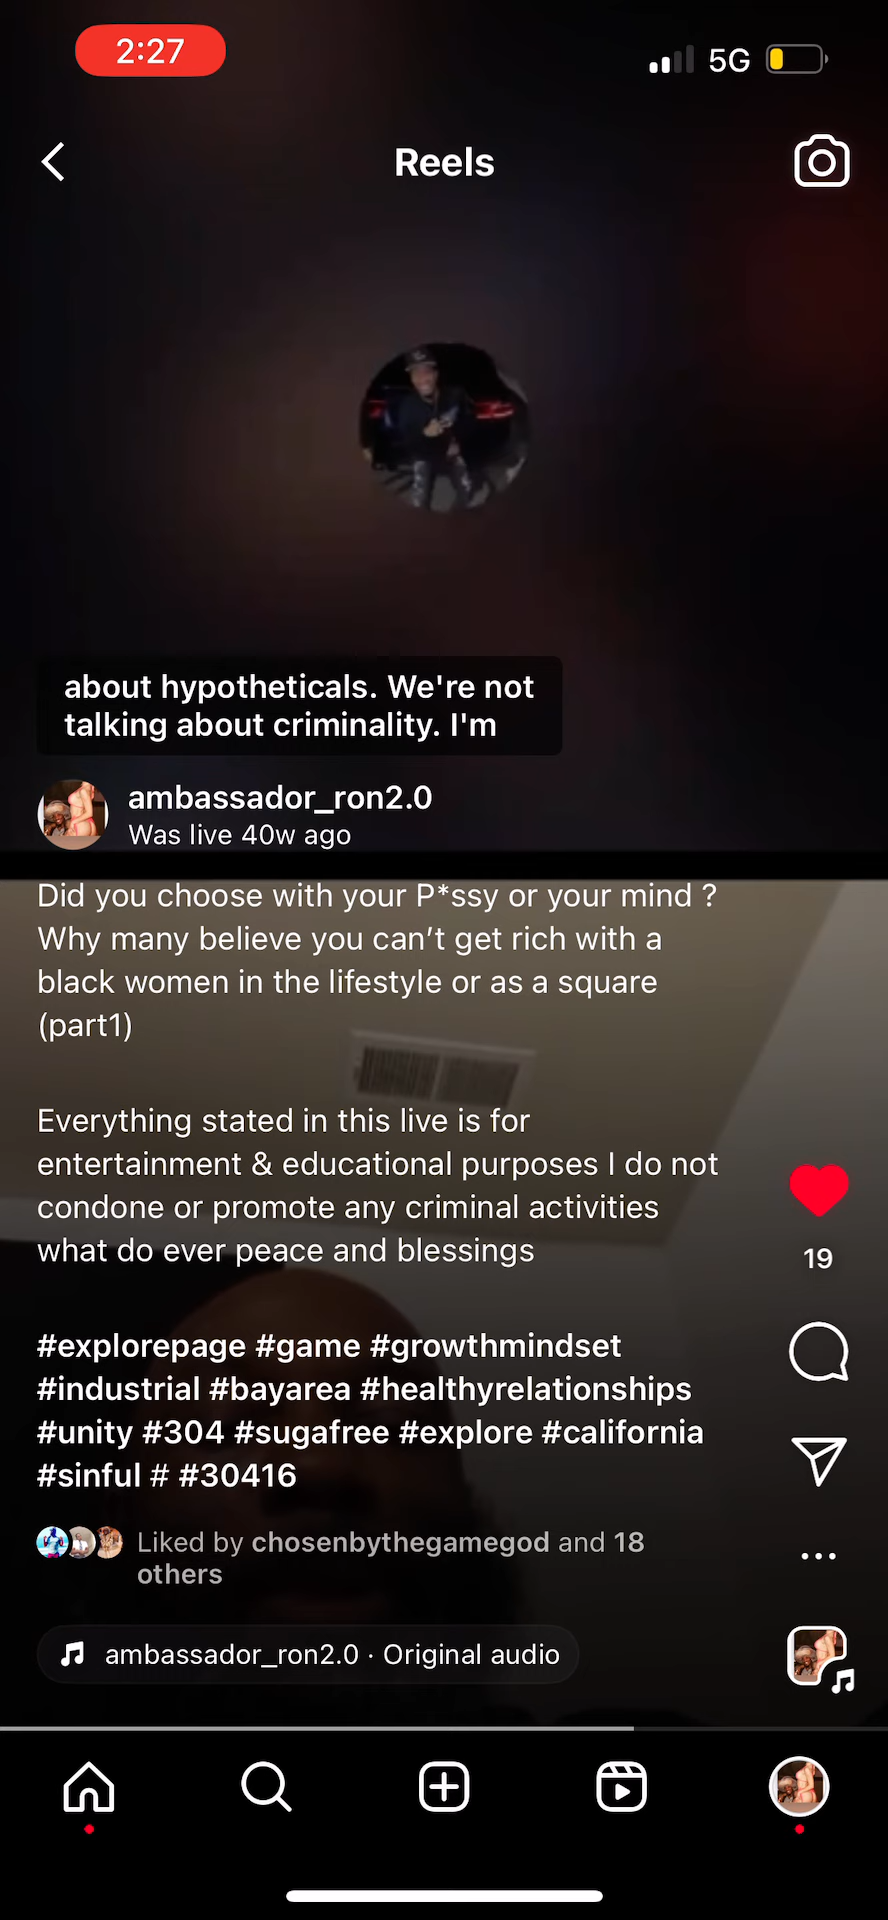 2:27
5G
Reels
about hypotheticals. We're not
talking about criminality. I'm
ambassador_ron2.0
Was live 40w ago
Did you choose with your P*ssy or your mind ?
Why many believe you can’t get rich with a
black women in the lifestyle or as a square
(part1)
Everything stated in this live is for
entertainment & educational purposes I do not
condone or promote any criminal activities
what do ever peace and blessings
#explorepage #game #growthmindset
#industrial #bayarea #healthyrelationships
#unity #304 #sugafree #explore #california
#sinful # #30416
19
Liked by chosenbythegamegod and 18
others
ambassador_ron2.0 · Original audio